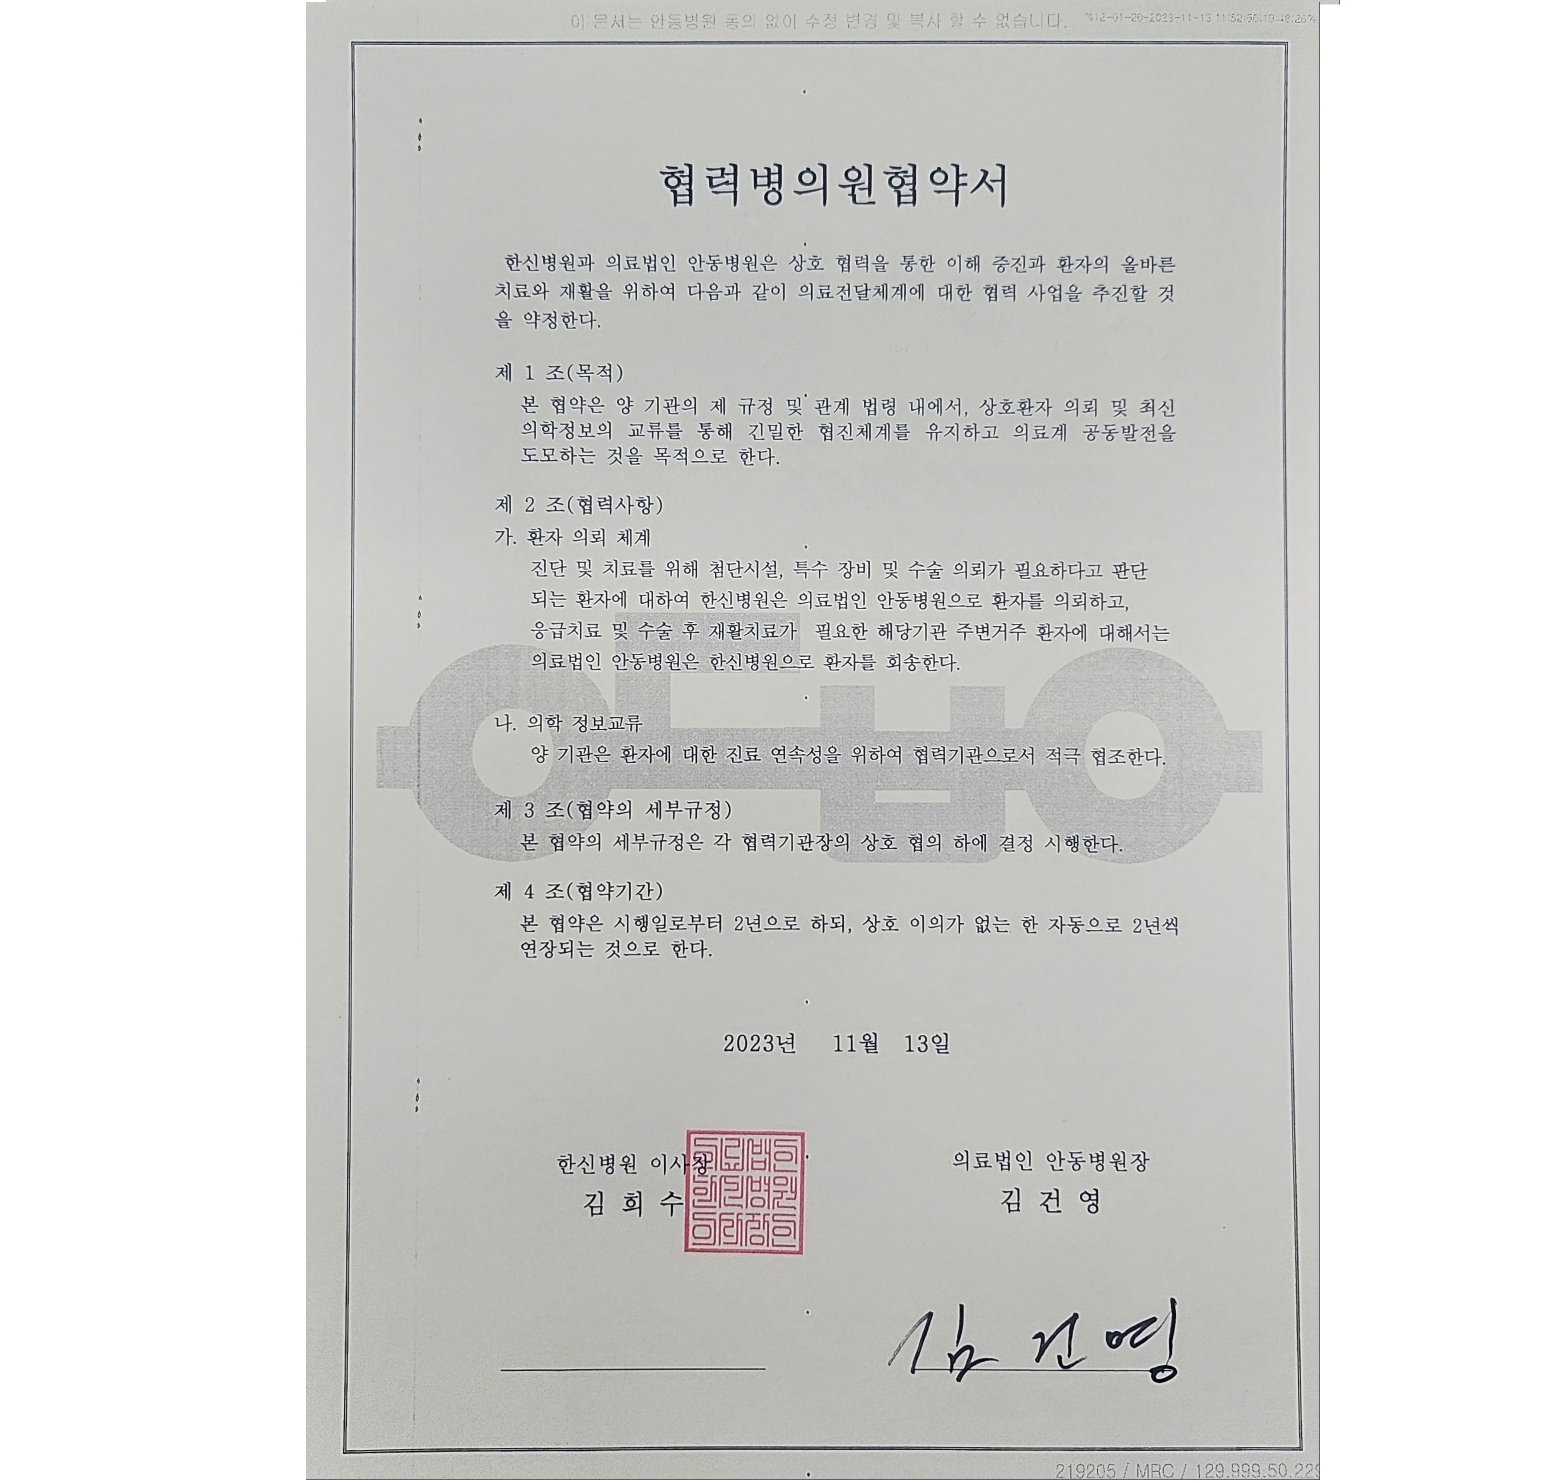 이 문서는 안동병원 동의 없이 수정 변경 및 복사 할 수 없습니다.
협력병의원협약서
한신병원과 의료법인 안동병원은 상호 협력을 통한 이해 증진과 환자의 올바른
치료와 재활을 위하여 다음과 같이 의료전달체계에 대한 협력 사업을 추진할 것
을 약정한다.
제 1 조(목적)
본 협약은 양 기관의 제 규정 및 관계 법령 내에서, 상호환자 의뢰 및 최신
의학정보의 교류를 통해 긴밀한 협진체계를 유지하고 의료계 공동발전을
도모하는 것을 목적으로 한다.
제 2 조(협력사항)
가. 환자 의뢰 체계
진단 및 치료를 위해 첨단시설, 특수 장비 및 수술 의뢰가 필요하다고 판단
되는 환자에 대하여 한신병원은 의료법인 안동병원으로 환자를 의뢰하고,
응급치료 및 수술 후 재활치료가 필요한 해당기관 주변거주 환자에 대해서는
의료법인 안동병원은 한신병원으로 환자를 회송한다.
나. 의학 정보교류
양 기관은 환자에 대한 진료 연속성을 위하여 협력기관으로서 적극 협조한다.
제 3 조(협약의 세부규정)
본 협약의 세부규정은 각 협력기관장의 상호 협의 하에 결정 시행한다.
제 4 조(협약기간)
본 협약은 시행일로부터 2년으로 하되, 상호 이의가 없는 한 자동으로 2년씩
연장되는 것으로 한다.
2023년 11월 13일
한신병원 이사장
김 희 수
의료법인 안동병원장
김 건 영
김 건 영
219205 / MRC / 129.999.50.229